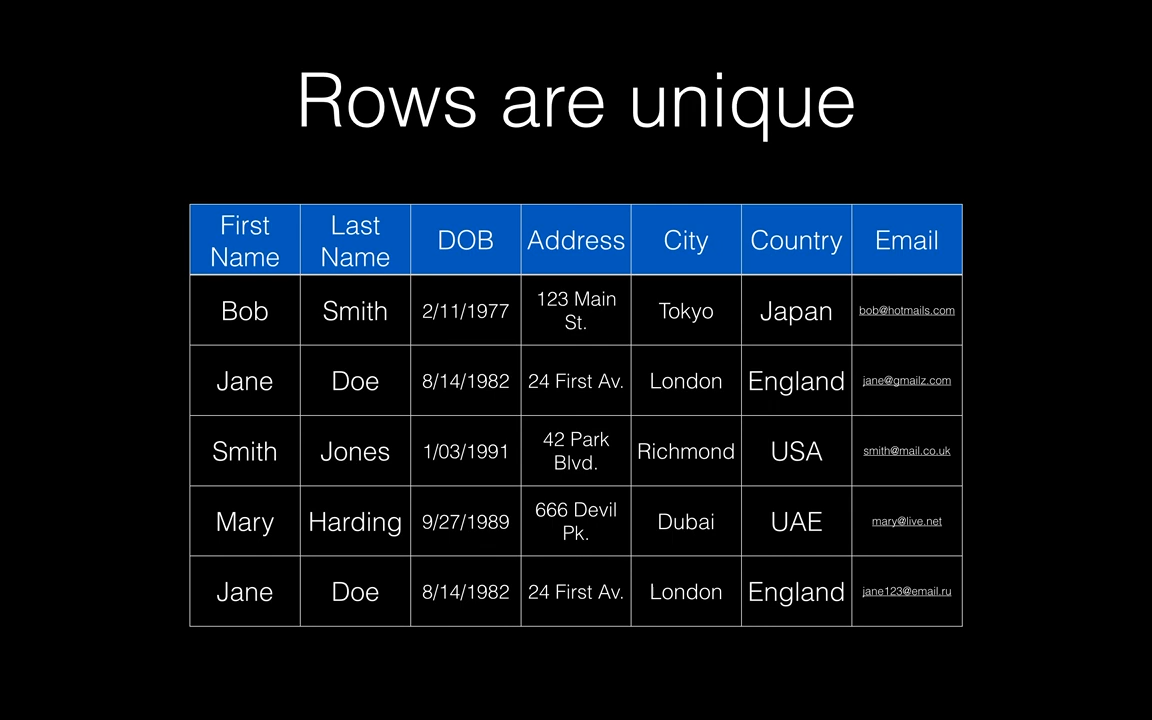 Rows are unique
First Name Last Name DOB Address City Country Email
Bob Smith 2/11/1977 123 Main St. Tokyo Japan bob@hotmails.com
Jane Doe 8/14/1982 24 First Av. London England jane@gmailz.com
Smith Jones 1/03/1991 42 Park Blvd. Richmond USA smith@mail.co.uk
Mary Harding 9/27/1989 666 Devil Pk. Dubai UAE mary@live.net
Jane Doe 8/14/1982 24 First Av. London England jane123@email.ru